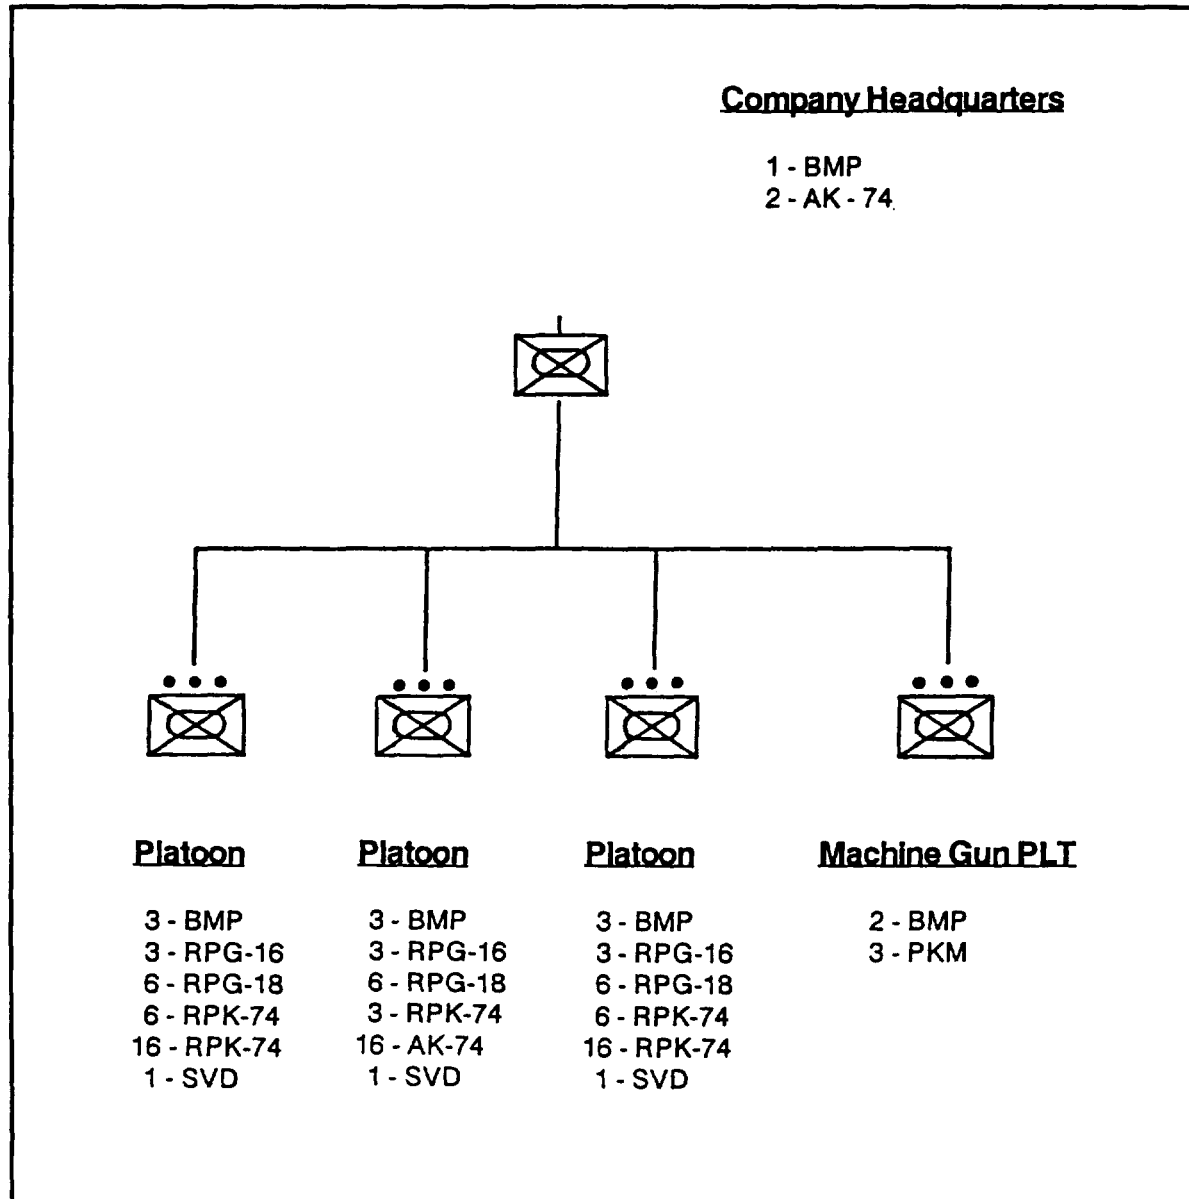 Company Headquarters
1 - BMP
2 - AK - 74
Platoon
3 - BMP
3 - RPG-16
6 - RPG-18
6 - RPK-74
16 - RPK-74
1 - SVD
Platoon
3 - BMP
3 - RPG-16
6 - RPG-18
3 - RPK-74
16 - AK-74
1 - SVD
Platoon
3 - BMP
3 - RPG-16
6 - RPG-18
6 - RPK-74
16 - RPK-74
1 - SVD
Machine Gun PLT
2 - BMP
3 - PKM